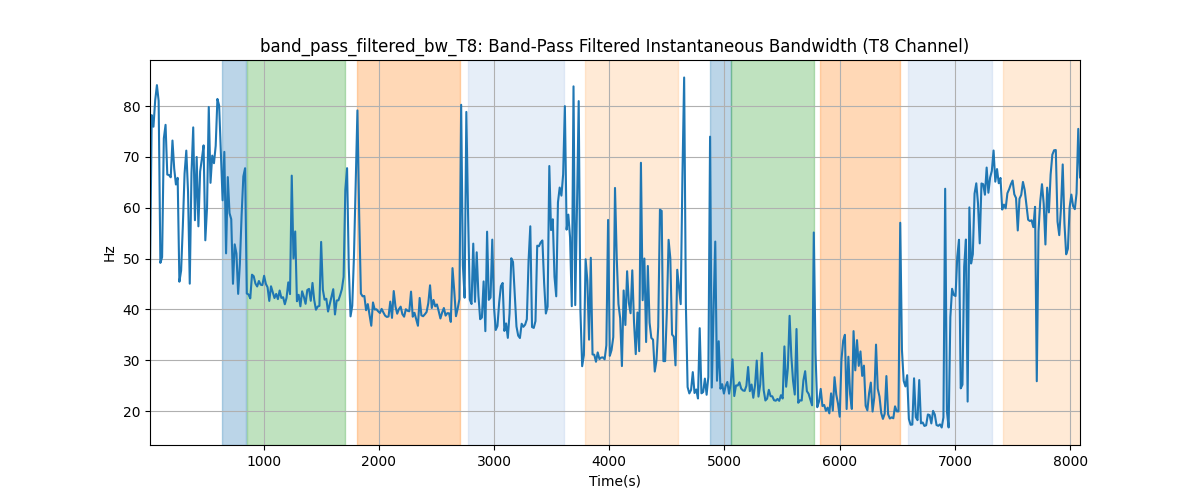 band_pass_filtered_bw_T8: Band-Pass Filtered Instantaneous Bandwidth (T8 Channel)
80
70
60
50
40
30
20
Hz
1000 2000 3000 4000 5000 6000 7000 8000
Time(s)